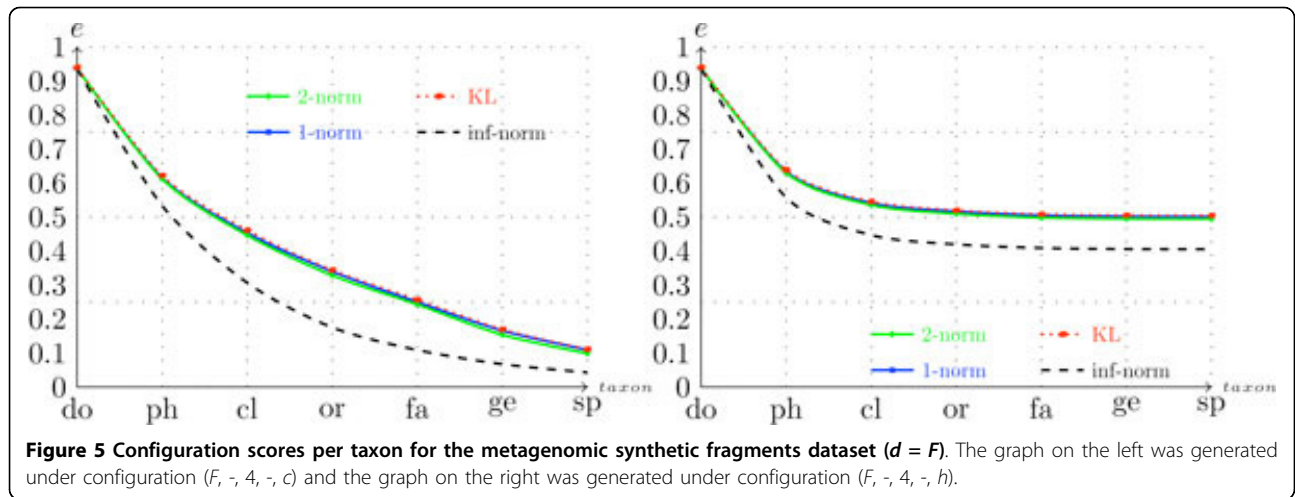 e
1
0.9
0.8
0.7
0.6
0.5
0.4
0.3
0.2
0.1
0
2-norm
KL
1-norm
inf-norm
taxon
do ph cl or fa ge sp
e
1
0.9
0.8
0.7
0.6
0.5
0.4
0.3
0.2
0.1
0
2-norm
KL
1-norm
inf-norm
taxon
do ph cl or fa ge sp
Figure 5 Configuration scores per taxon for the metagenomic synthetic fragments dataset (d = F). The graph on the left was generated
under configuration (F, -, 4, -, c) and the graph on the right was generated under configuration (F, -, 4, -, h).